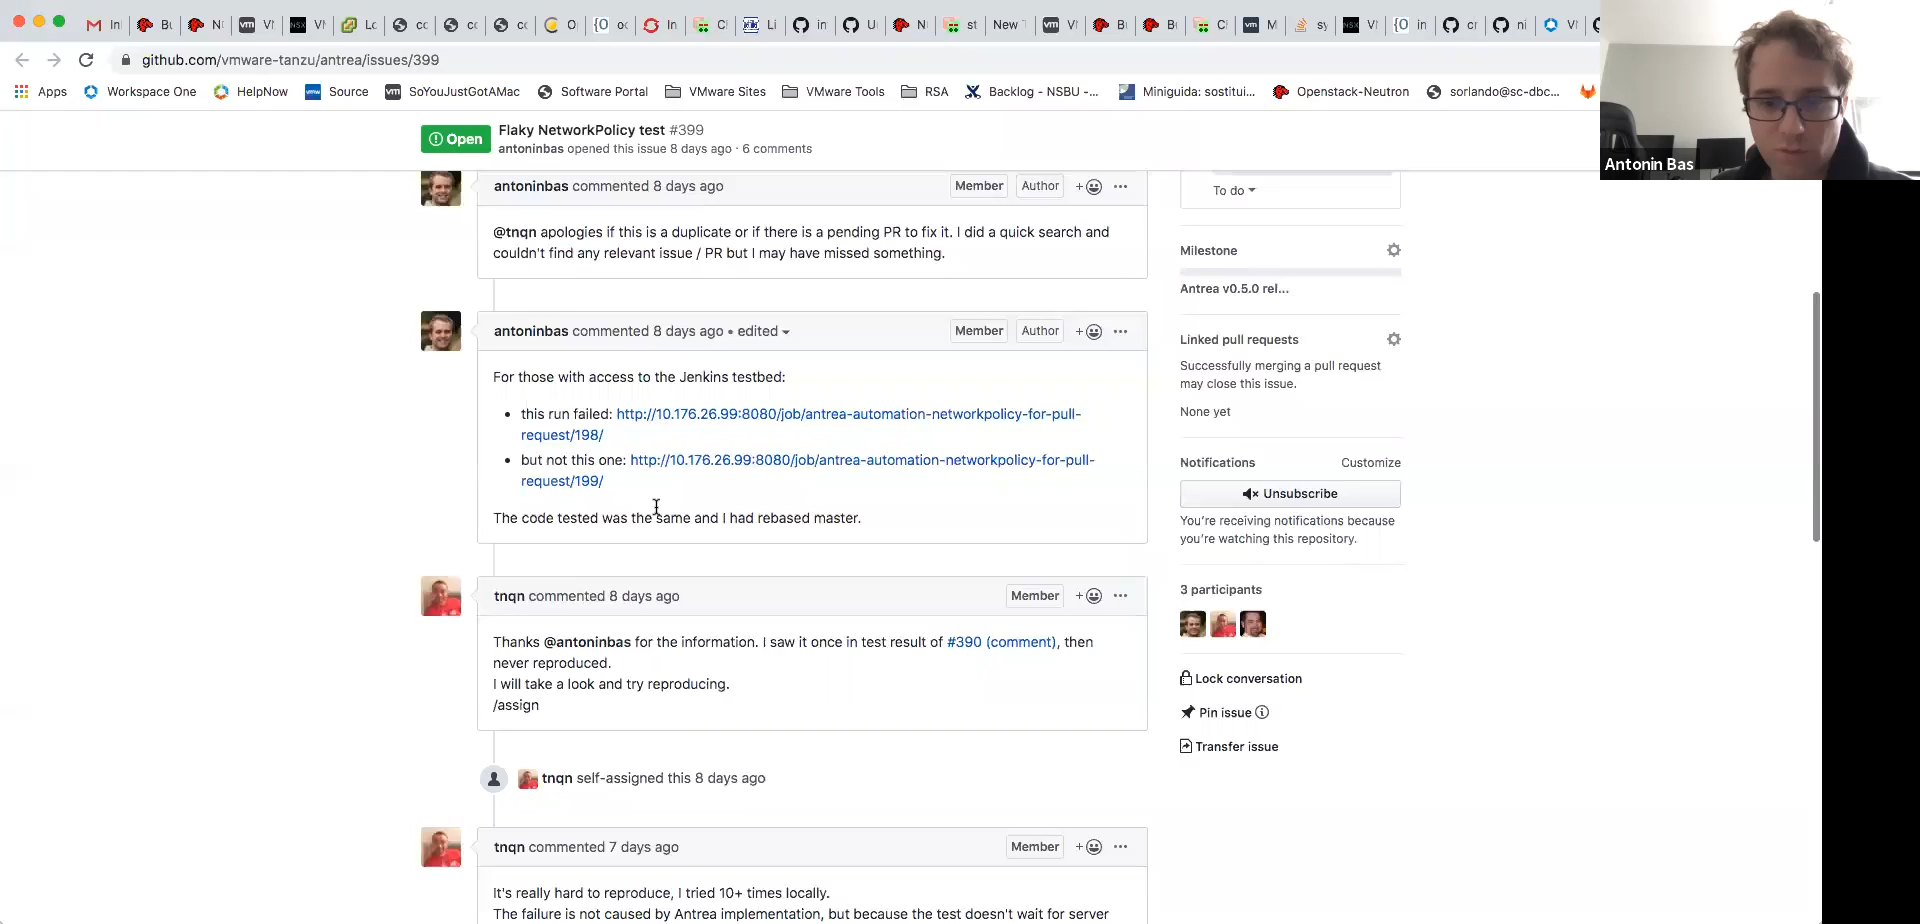 github.com/vmware-tanzu/antrea/issues/399
Apps
Workspace One
HelpNow
Source
SoYouJustGotAMac
Software Portal
VMware Sites
VMware Tools
RSA
Backlog - NSBU -...
Miniguida: sostitui...
Openstack-Neutron
sorlando@sc-dbc...
Antonin Bas
Open
Flaky NetworkPolicy test #399
antoninbas opened this issue 8 days ago · 6 comments
antoninbas commented 8 days ago
Member
Author
@tnqn apologies if this is a duplicate or if there is a pending PR to fix it. I did a quick search and
couldn't find any relevant issue / PR but I may have missed something.
antoninbas commented 8 days ago • edited
Member
Author
For those with access to the Jenkins testbed:
• this run failed: http://10.176.26.99:8080/job/antrea-automation-networkpolicy-for-pull-
request/198/
• but not this one: http://10.176.26.99:8080/job/antrea-automation-networkpolicy-for-pull-
request/199/
The code tested was the same and I had rebased master.
tnqn commented 8 days ago
Member
Thanks @antoninbas for the information. I saw it once in test result of #390 (comment), then
never reproduced.
I will take a look and try reproducing.
/assign
tnqn self-assigned this 8 days ago
tnqn commented 7 days ago
Member
It's really hard to reproduce, I tried 10+ times locally.
The failure is not caused by Antrea implementation, but because the test doesn't wait for server
To do
Milestone
Antrea v0.5.0 rel...
Linked pull requests
Successfully merging a pull request
may close this issue.
None yet
Notifications
Customize
Unsubscribe
You're receiving notifications because
you're watching this repository.
3 participants
Lock conversation
Pin issue
Transfer issue